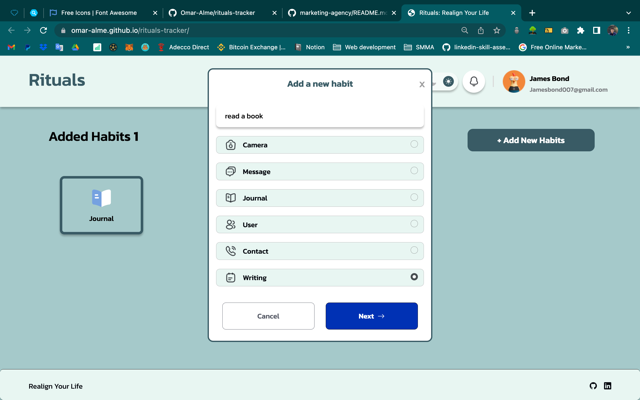 Free Icons | Font Awesome
Omar-Alme/rituals-tracker
marketing-agency/README.m
Rituals: Realign Your Life
omar-alme.github.io/rituals-tracker/
Adecco Direct
Bitcoin Exchange |...
Notion
Web development
SMMA
linkedin-skill-asse...
Free Online Marke...
Rituals
Add a new habit
X
James Bond
Jamesbond007@gmail.com
read a book
Added Habits 1
+ Add New Habits
Camera
Message
Journal
User
Contact
Writing
Journal
Cancel
Next →
Realign Your Life